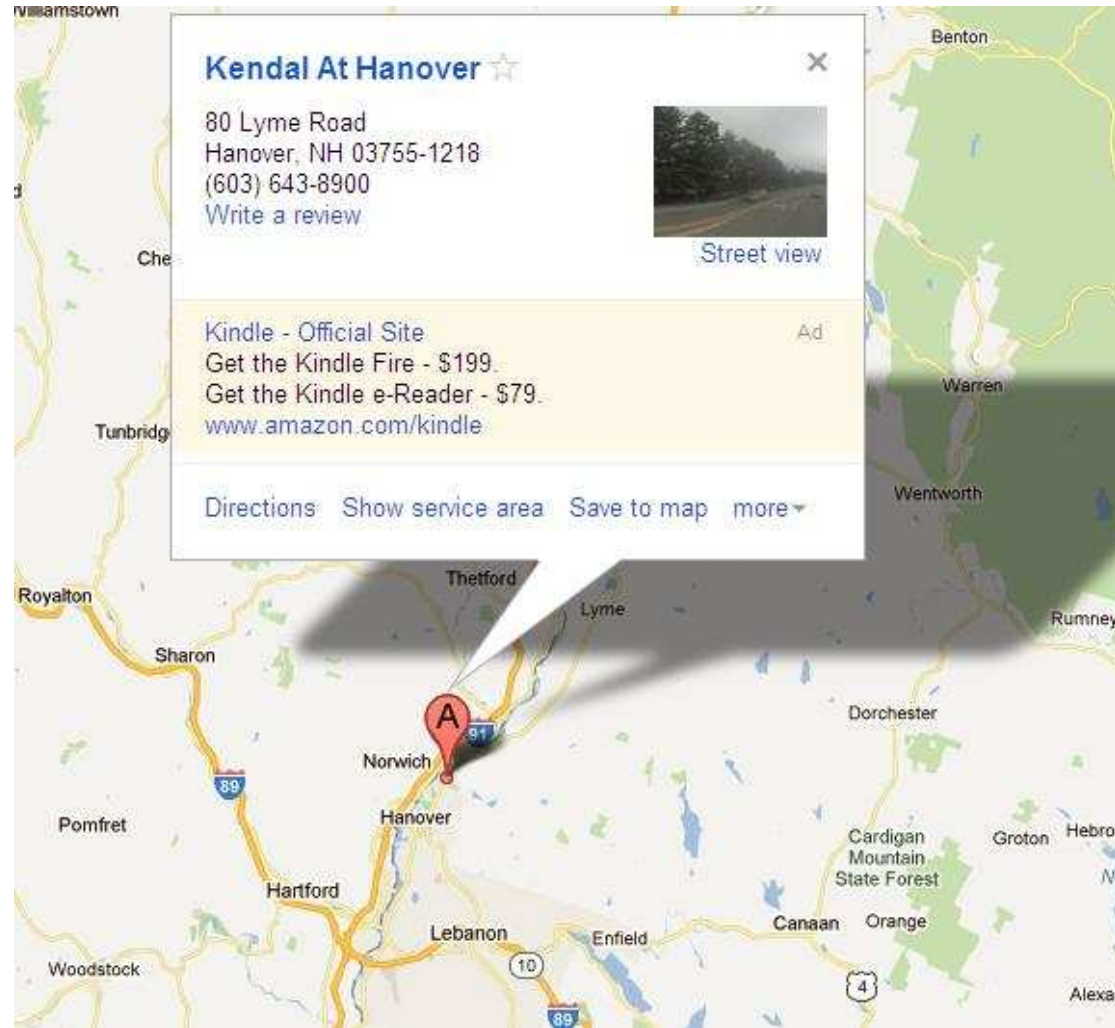 Williamstown
Benton
Kendal At Hanover
80 Lyme Road
Hanover, NH 03755-1218
(603) 643-8900
Write a review
Street view
Che
Kindle - Official Site
Ad
Get the Kindle Fire - $199.
Get the Kindle e-Reader - $79.
www.amazon.com/kindle
Warren
Tunbridg
Directions Show service area Save to map more
Wentworth
Thetford
Royalton
Lyme
Rumney
Sharon
A
Dorchester
91
Norwich
89
Pomfret
Hanover
Cardigan
Mountain
State Forest
Groton
Hebro
N
Hartford
Canaan
Orange
Lebanon
Enfield
Woodstock
10
4
Alexa
89